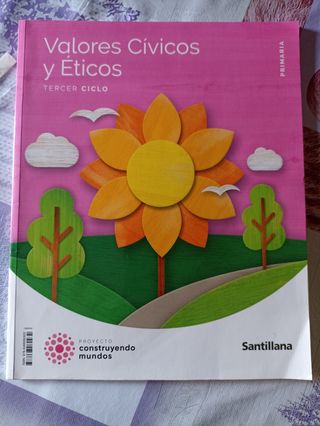 Valores Cívicos
y Éticos
TERCER CICLO
PRIMARIA
PROYECTO
construyendo
mundos
Santillana